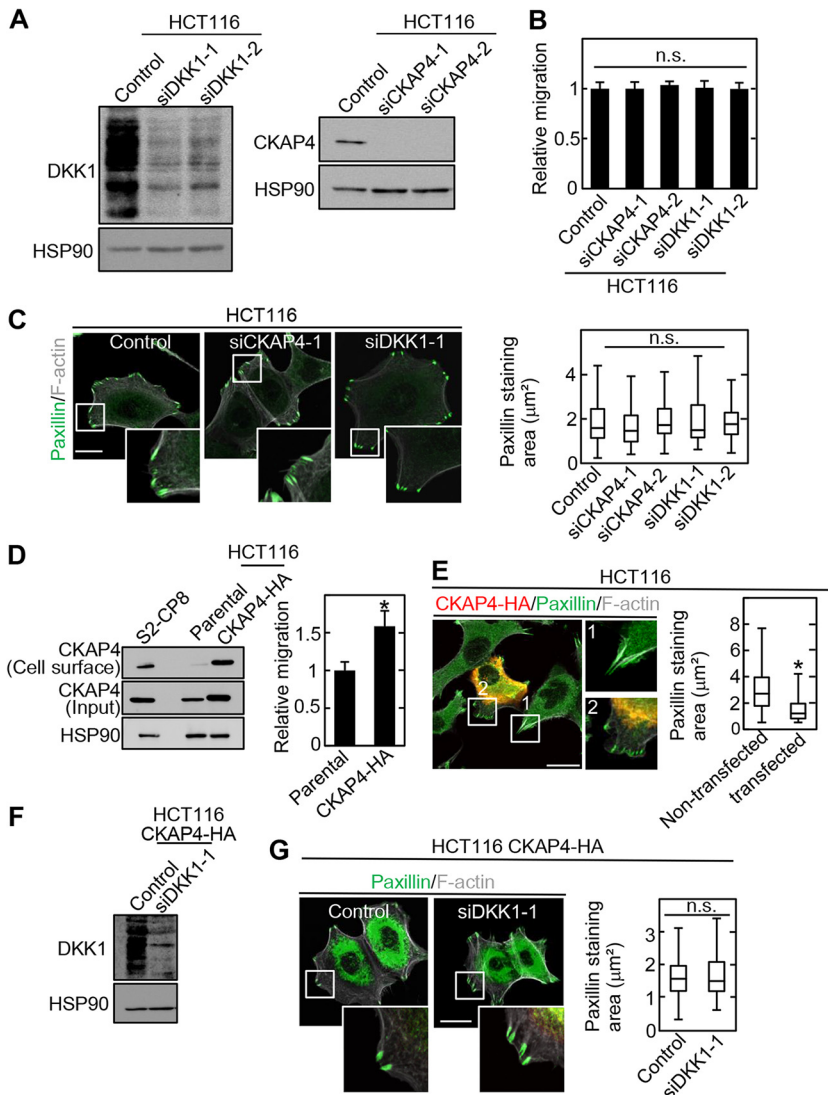 A
HCT116
Control
siDKK1-1
siDKK1-2
DKK1
HSP90
HCT116
Control
siCKAP4-1
siCKAP4-2
CKAP4
HSP90
B
n.s.
1
0.5
0
Relative migration
Control
siCKAP4-1
siCKAP4-2
siDKK1-1
siDKK1-2
HCT116
C
HCT116
Control
siCKAP4-1
siDKK1-1
Paxillin/F-actin
n.s.
4
2
0
Paxillin staining
area (μm²)
Control
siCKAP4-1
siCKAP4-2
siDKK1-1
siDKK1-2
D
HCT116
S2-CP8
Parental
CKAP4-HA
CKAP4
(Cell surface)
CKAP4
(Input)
HSP90
*
1.5
1
0.5
0
Relative migration
Parental
CKAP4-HA
E
HCT116
CKAP4-HA/Paxillin/F-actin
2
1
1
2
8
6
4
2
0
*
Paxillin staining
area (μm²)
Non-transfected
transfected
F
HCT116
CKAP4-HA
Control
siDKK1-1
DKK1
HSP90
G
HCT116 CKAP4-HA
Paxillin/F-actin
Control
siDKK1-1
n.s.
3
2
1
0
Paxillin staining
area (μm²)
Control
siDKK1-1